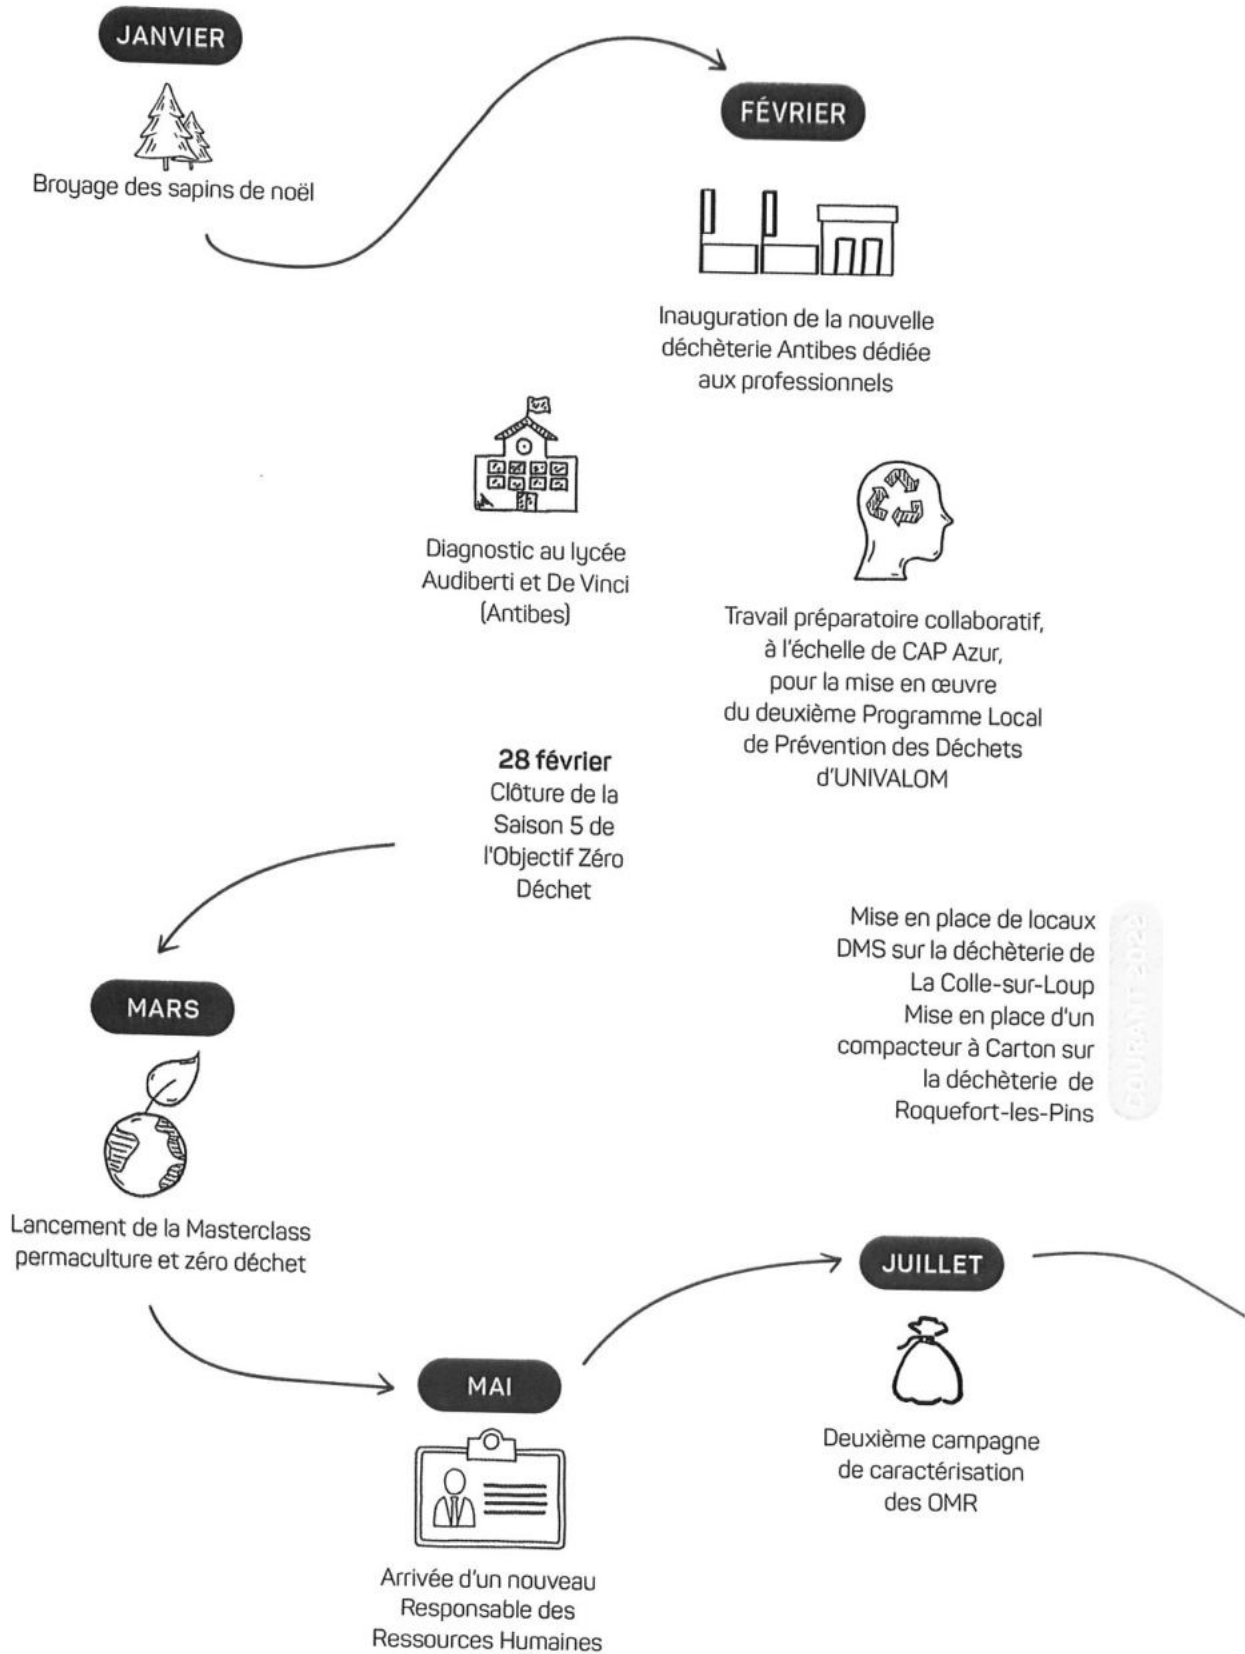 JANVIER
Broyage des sapins de noël
FÉVRIER
Inauguration de la nouvelle
déchèterie Antibes dédiée
aux professionnels
Diagnostic au lycée
Audiberti et De Vinci
(Antibes)
Travail préparatoire collaboratif,
à l'échelle de CAP Azur,
pour la mise en œuvre
du deuxième Programme Local
de Prévention des Déchets
d'UNIVALOM
28 février
Clôture de la
Saison 5 de
l'Objectif Zéro
Déchet
Mise en place de locaux
DMS sur la déchèterie de
La Colle-sur-Loup
Mise en place d'un
compacteur à Carton sur
la déchèterie de
Roquefort-les-Pins
COURANT 2022
MARS
Lancement de la Masterclass
permaculture et zéro déchet
MAI
Arrivée d'un nouveau
Responsable des
Ressources Humaines
JUILLET
Deuxième campagne
de caractérisation
des OMR